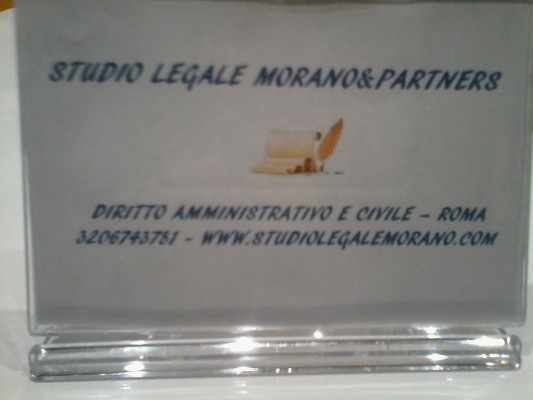 STUDIO LEGALE MORANO&PARTNERS
DIRITTO AMMINISTRATIVO E CIVILE – ROMA
3206743751 – WWW.STUDIOLEGALEMORANO.COM